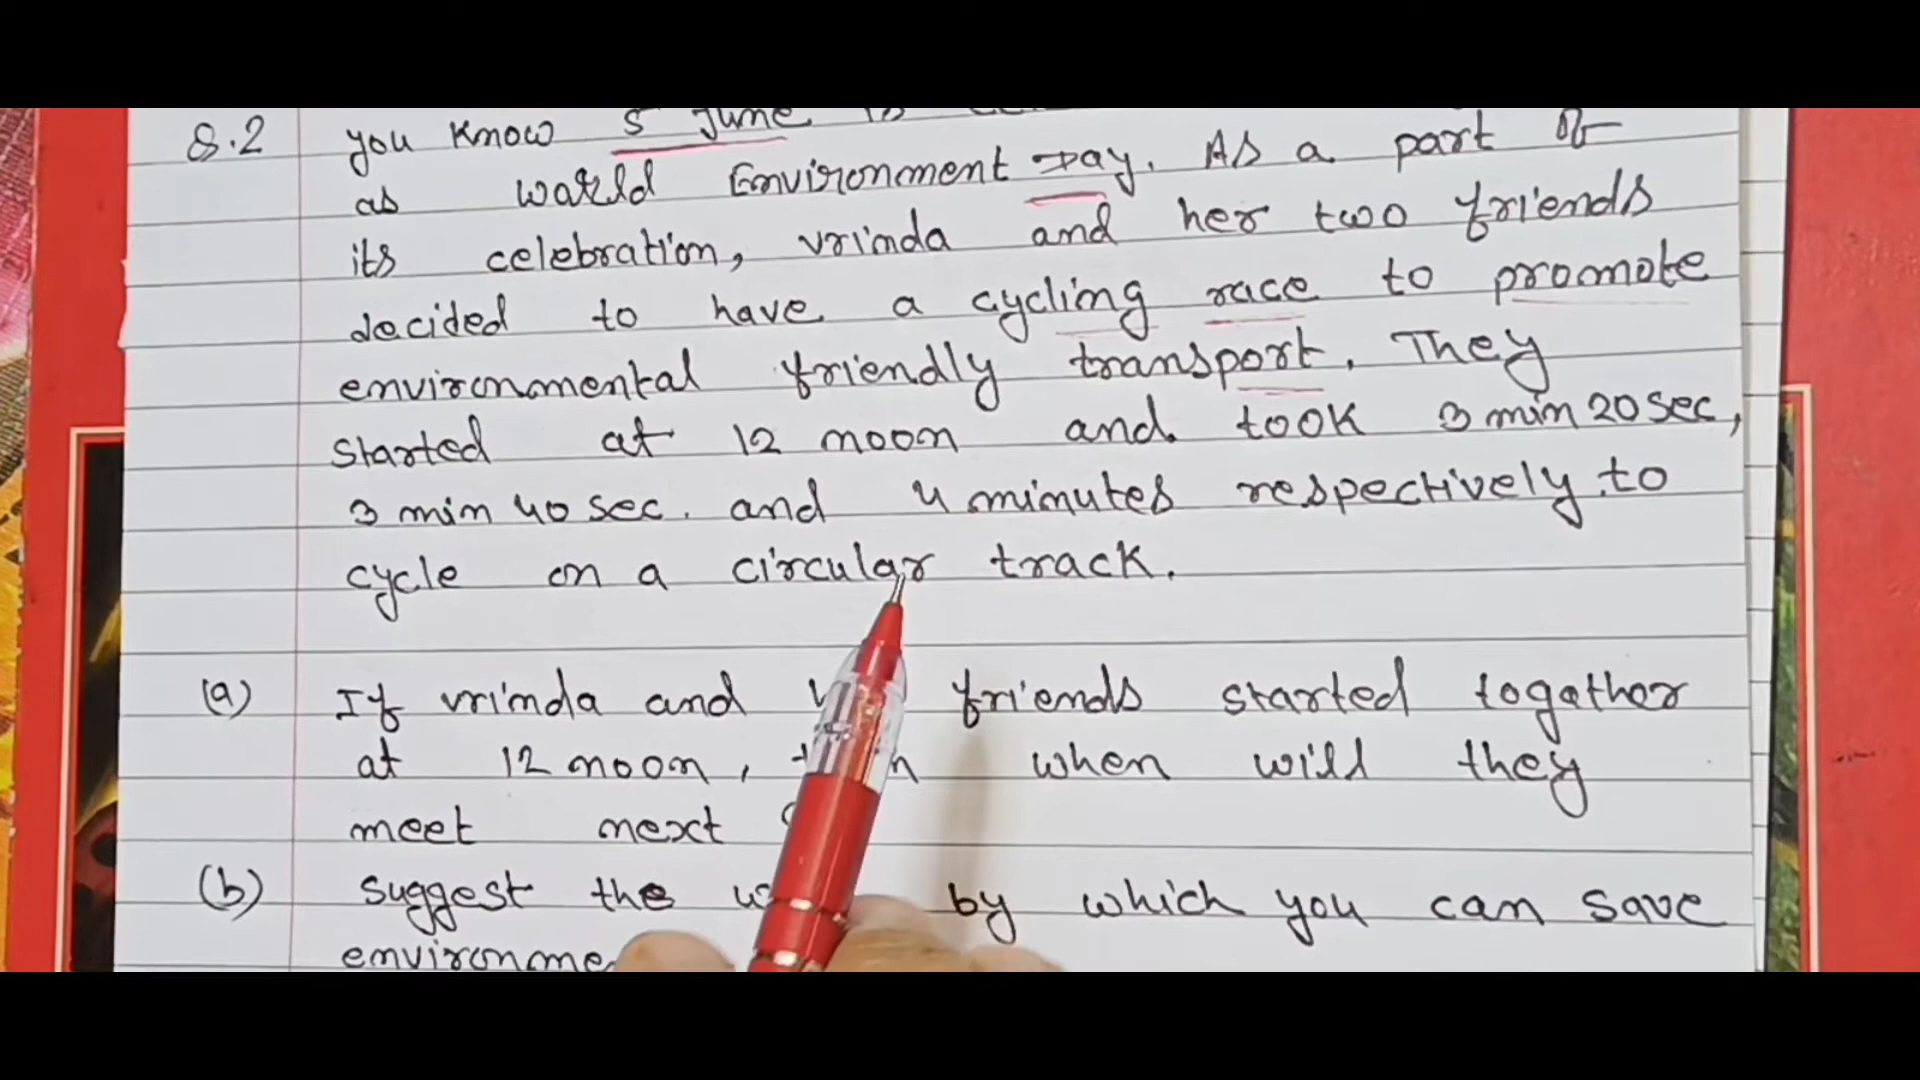 Q.2 you know 5 June is
as world Environment Day. As a part of
its celebration, vrinda and her two friends
decided to have a cycling race to promote
environmental friendly transport. They
started at 12 noon and took 3 min 20 sec,
3 min 40 sec. and 4 minutes respectively to
cycle on a circular track.
(a) If vrinda and friends started togather
at 12 noon, when will they
meet next
(b) suggest the by which you can save